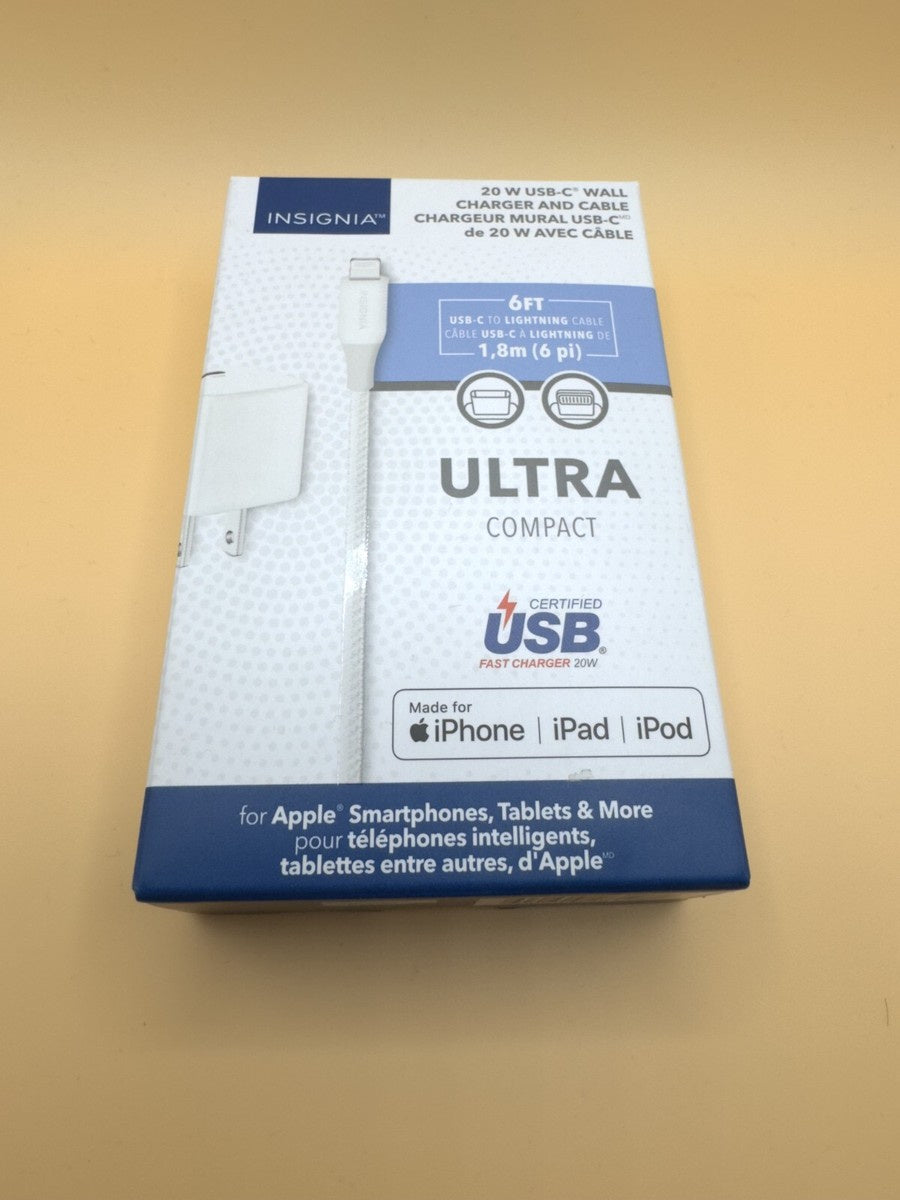 INSIGNIA™
20 W USB-C® WALL
CHARGER AND CABLE
CHARGEUR MURAL USB-C MD
de 20 W AVEC CÂBLE
6FT
USB-C TO LIGHTNING CABLE
CÂBLE USB-C À LIGHTNING DE
1,8m (6 pi)
INSIGNIA
ULTRA
COMPACT
CERTIFIED
USB®
FAST CHARGER 20W
Made for
iPhone | iPad | iPod
for Apple® Smartphones, Tablets & More
pour téléphones intelligents,
tablettes entre autres, d'Apple MD